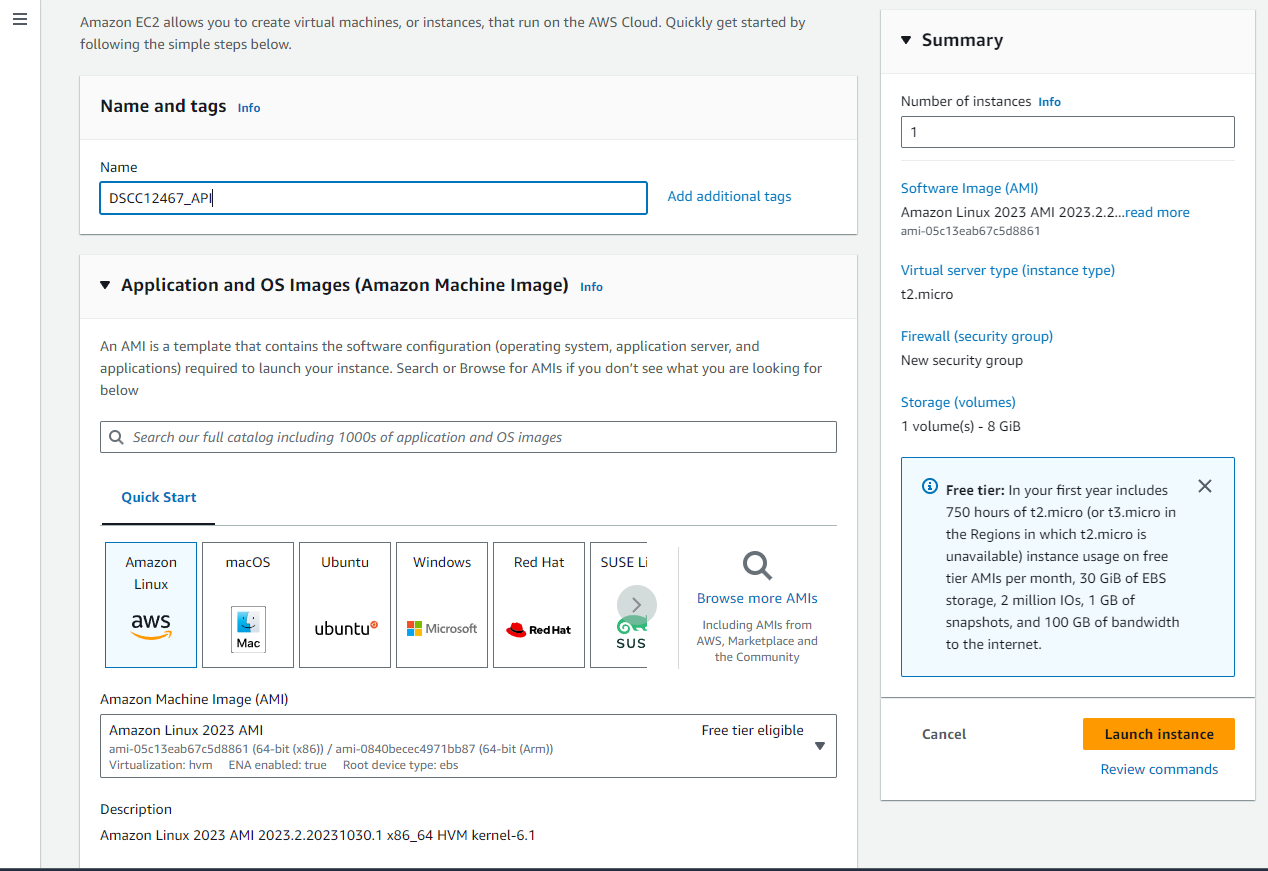 Amazon EC2 allows you to create virtual machines, or instances, that run on the AWS Cloud. Quickly get started by
following the simple steps below.
Name and tags Info
Name
DSCC12467_API
Add additional tags
Application and OS Images (Amazon Machine Image) Info
An AMI is a template that contains the software configuration (operating system, application server, and
applications) required to launch your instance. Search or Browse for AMIs if you don't see what you are looking for
below
Search our full catalog including 1000s of application and OS images
Quick Start
Amazon
Linux
aws
macOS
Mac
Ubuntu
ubuntu
Windows
Microsoft
Red Hat
Red Hat
SUSE Li
SUS
Browse more AMIs
Including AMIs from
AWS, Marketplace and
the Community
Amazon Machine Image (AMI)
Amazon Linux 2023 AMI
Free tier eligible
ami-05c13eab67c5d8861 (64-bit (x86)) / ami-0840becec4971bb87 (64-bit (Arm))
Virtualization: hvm ENA enabled: true Root device type: ebs
Description
Amazon Linux 2023 AMI 2023.2.20231030.1 x86_64 HVM kernel-6.1
Summary
Number of instances Info
1
Software Image (AMI)
Amazon Linux 2023 AMI 2023.2.2...read more
ami-05c13eab67c5d8861
Virtual server type (instance type)
t2.micro
Firewall (security group)
New security group
Storage (volumes)
1 volume(s) - 8 GiB
Free tier: In your first year includes
750 hours of t2.micro (or t3.micro in
the Regions in which t2.micro is
unavailable) instance usage on free
tier AMIs per month, 30 GiB of EBS
storage, 2 million IOs, 1 GB of
snapshots, and 100 GB of bandwidth
to the internet.
Cancel
Launch instance
Review commands